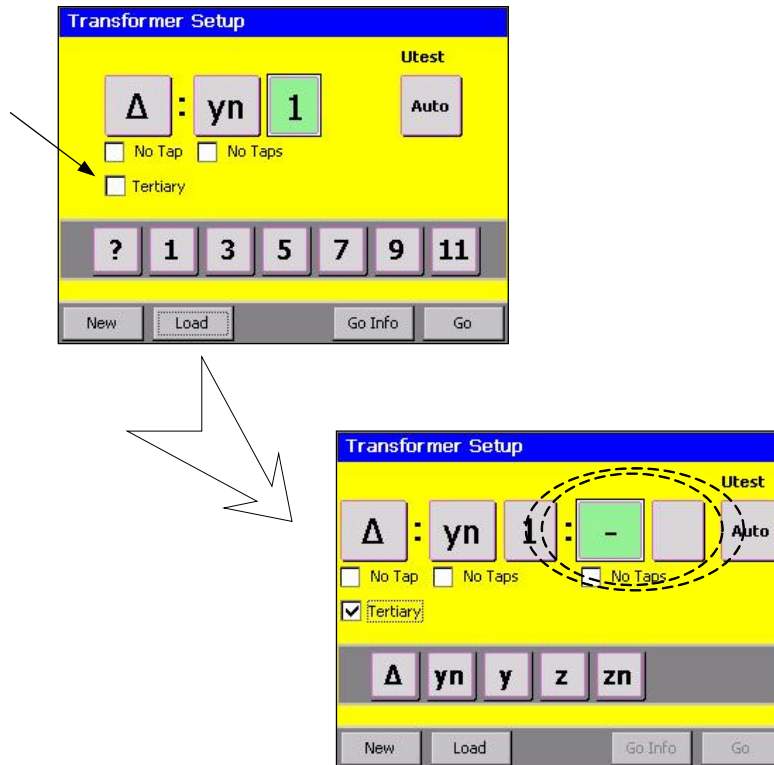 Transformer Setup
Utest
Δ : yn 1 Auto
No Tap No Taps
Tertiary
? 1 3 5 7 9 11
New Load Go Info Go
Transformer Setup
Utest
Δ : yn 1 : - Auto
No Tap No Taps No Taps
Tertiary
Δ yn y z zn
New Load Go Info Go